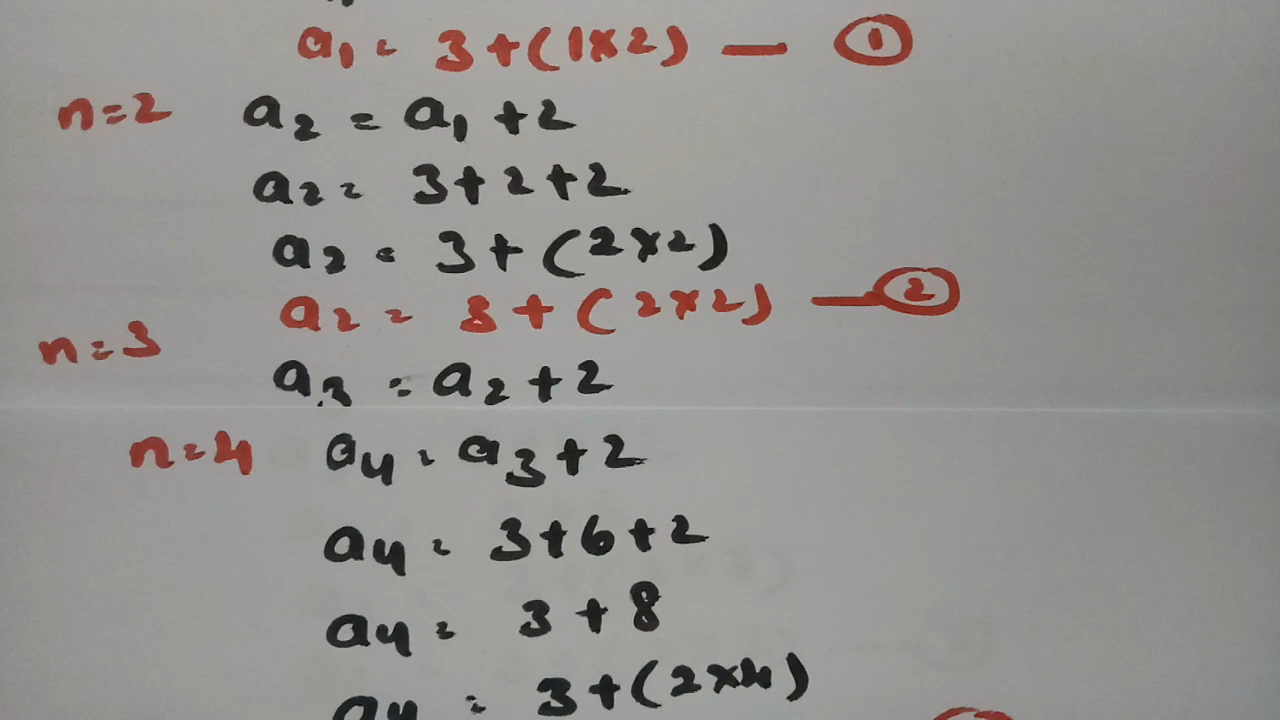 a₁ = 3+(1×2) — ①
n=2 a₂ = a₁ +2
a₂ = 3+2+2
a₂ = 3+(2×2)
a₂ = 3+(2×2) — ②
n=3
a₃ = a₂+2
n=4 a₄ = a₃+2
a₄ = 3+6+2
a₄ = 3+8
a₄ = 3+(2×4)